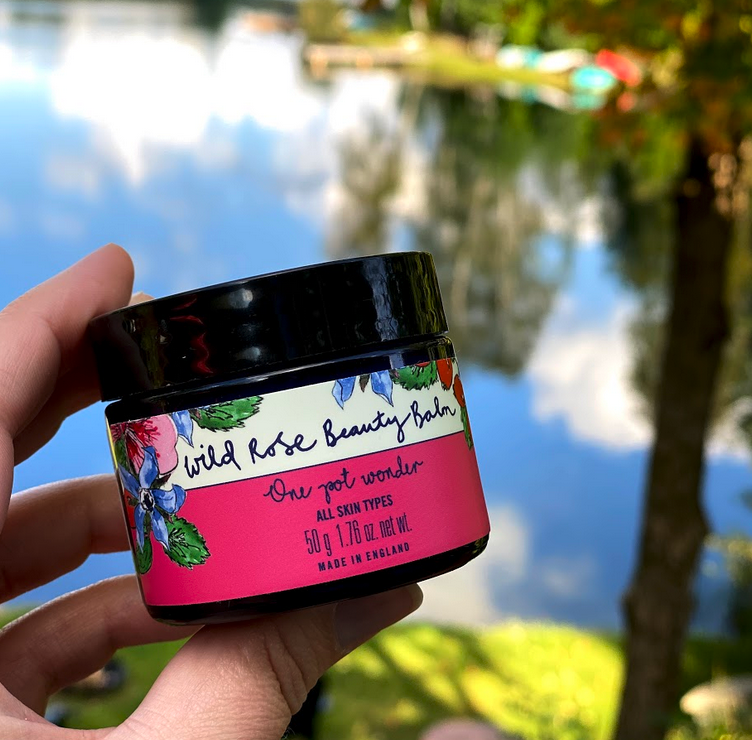 Wild Rose Beauty Balm
One pot wonder
ALL SKIN TYPES
50 g 1.76 oz. net wt.
MADE IN ENGLAND